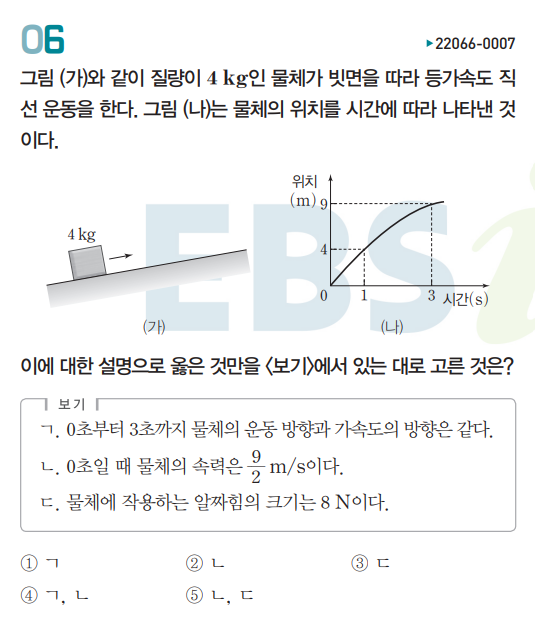 06
▶22066-0007
그림 (가)와 같이 질량이 4 kg인 물체가 빗면을 따라 등가속도 직
선 운동을 한다. 그림 (나)는 물체의 위치를 시간에 따라 나타낸 것
이다.
4 kg
(가)
위치
(m) 9
4
0 1 3 시간(s)
(나)
EBSi
이에 대한 설명으로 옳은 것만을 <보기>에서 있는 대로 고른 것은?
보기
ㄱ. 0초부터 3초까지 물체의 운동 방향과 가속도의 방향은 같다.
ㄴ. 0초일 때 물체의 속력은 9/2 m/s이다.
ㄷ. 물체에 작용하는 알짜힘의 크기는 8 N이다.
① ㄱ ② ㄴ ③ ㄷ
④ ㄱ, ㄴ ⑤ ㄴ, ㄷ